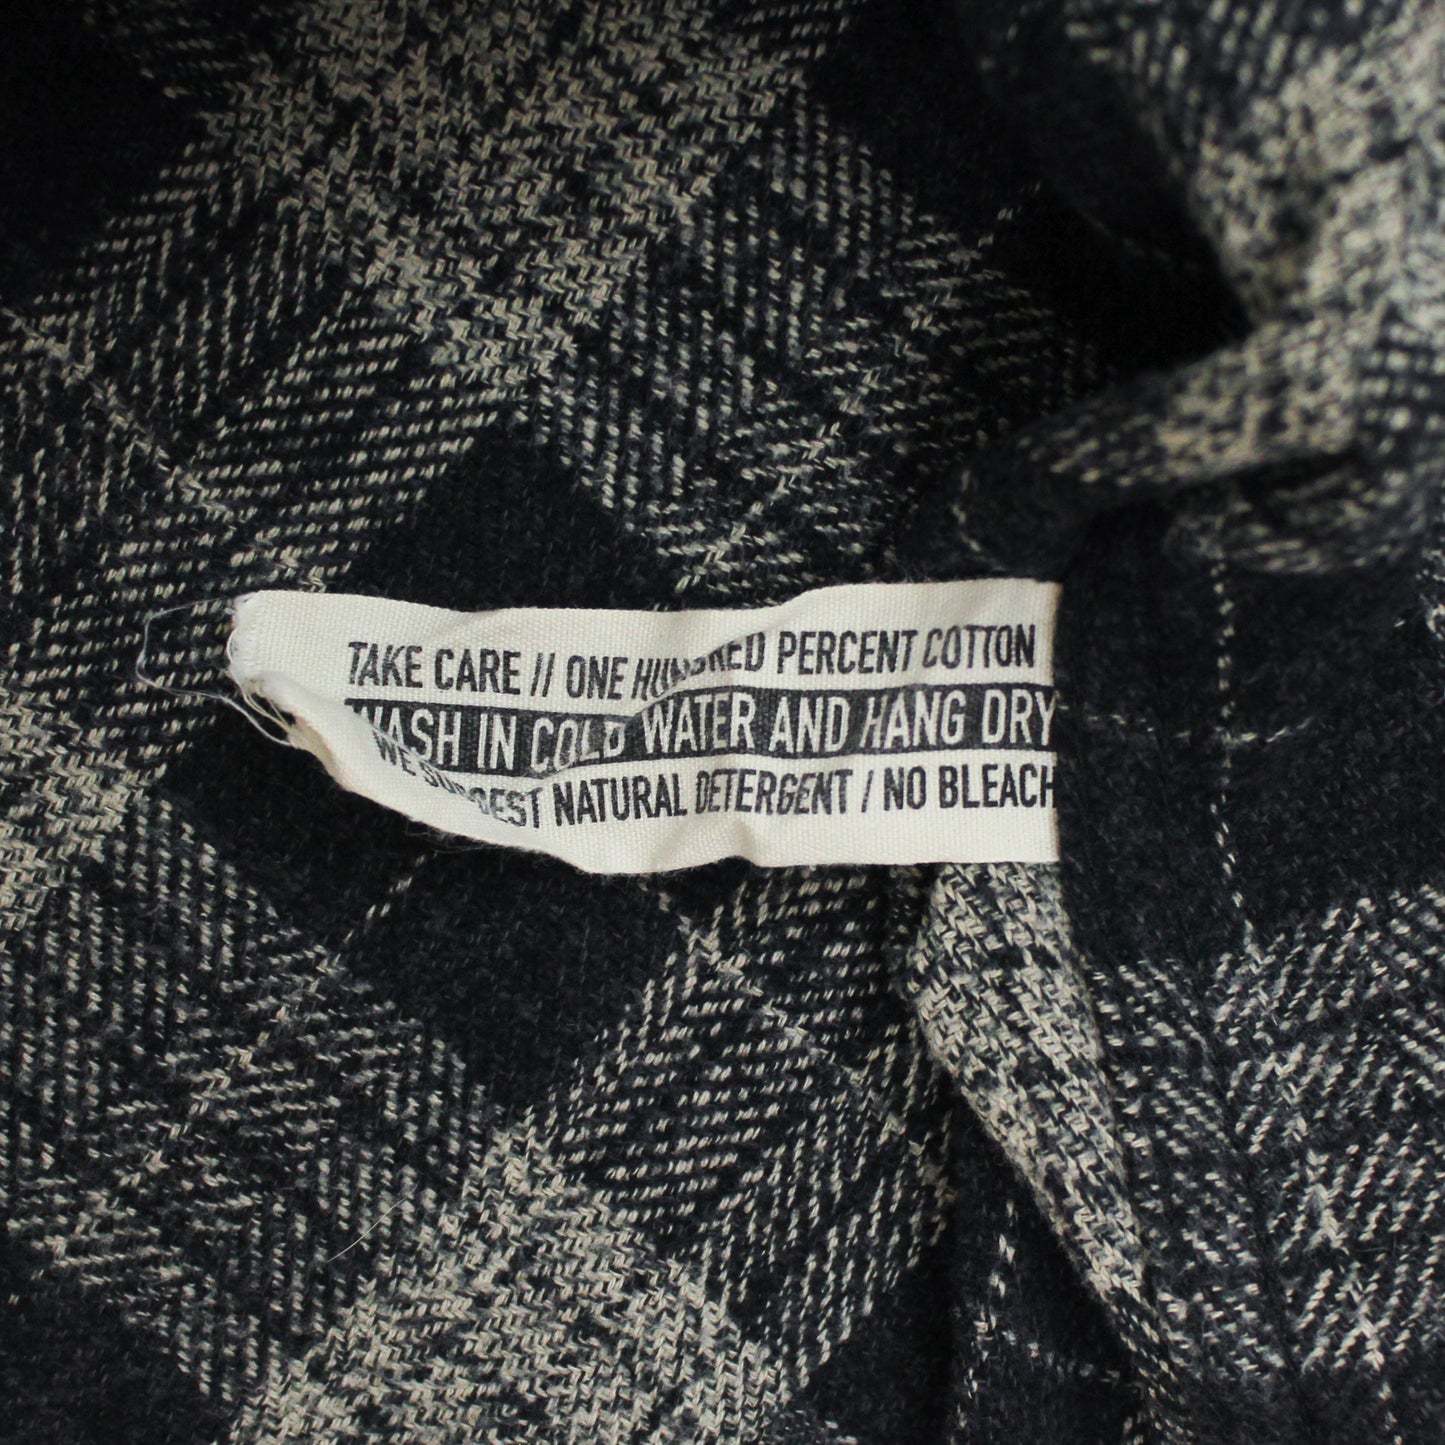 TAKE CARE // ONE HUNDRED PERCENT COTTON
WASH IN COLD WATER AND HANG DRY
WE SUGGEST NATURAL DETERGENT / NO BLEACH